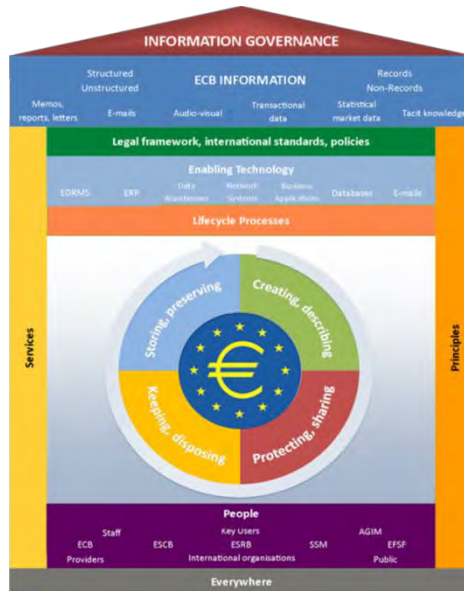 INFORMATION GOVERNANCE
Structured
Unstructured
ECB INFORMATION
Records
Non-Records
Memos,
reports, letters
E-mails
Audio-visual
Transactional
data
Statistical
market data
Tacit knowledge
Legal framework, international standards, policies
Enabling Technology
EDRMS
ERP
Data
Warehouses
Network
Systems
Business
Applications
Databases
E-mails
Lifecycle Processes
Services
Principles
Storing, preserving
Creating, describing
Keeping, disposing
Protecting, sharing
€
People
Staff
Key Users
AGIM
ECB
ESCB
ESRB
SSM
EFSF
Providers
International organisations
Public
Everywhere